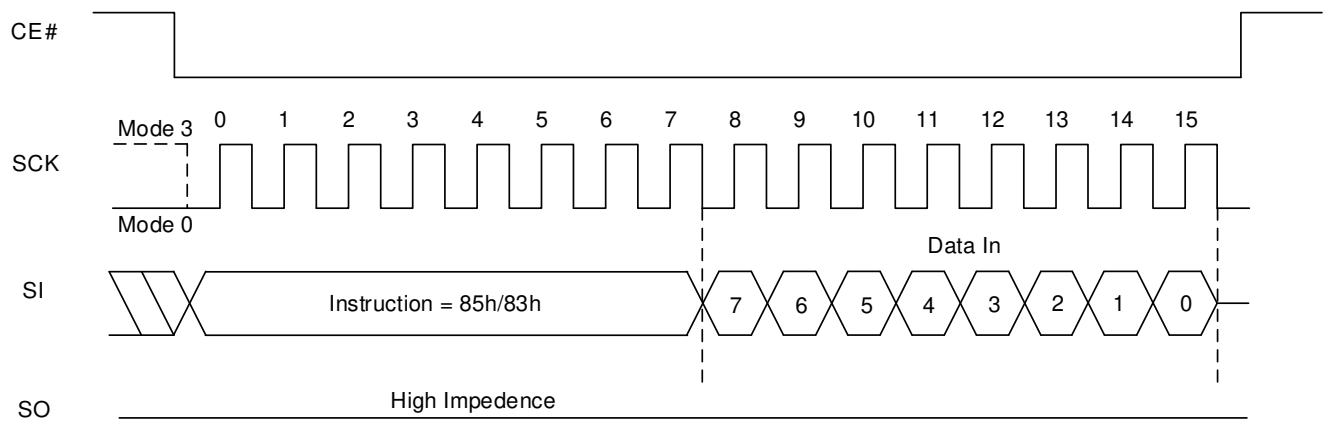 CE#
Mode 3 0 1 2 3 4 5 6 7 8 9 10 11 12 13 14 15
SCK
Mode 0
Data In
SI Instruction = 85h/83h 7 6 5 4 3 2 1 0
High Impedence
SO